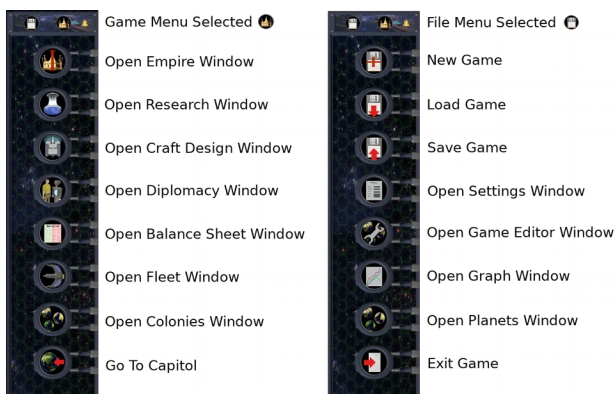 Game Menu Selected
Open Empire Window
Open Research Window
Open Craft Design Window
Open Diplomacy Window
Open Balance Sheet Window
Open Fleet Window
Open Colonies Window
Go To Capitol
File Menu Selected
New Game
Load Game
Save Game
Open Settings Window
Open Game Editor Window
Open Graph Window
Open Planets Window
Exit Game